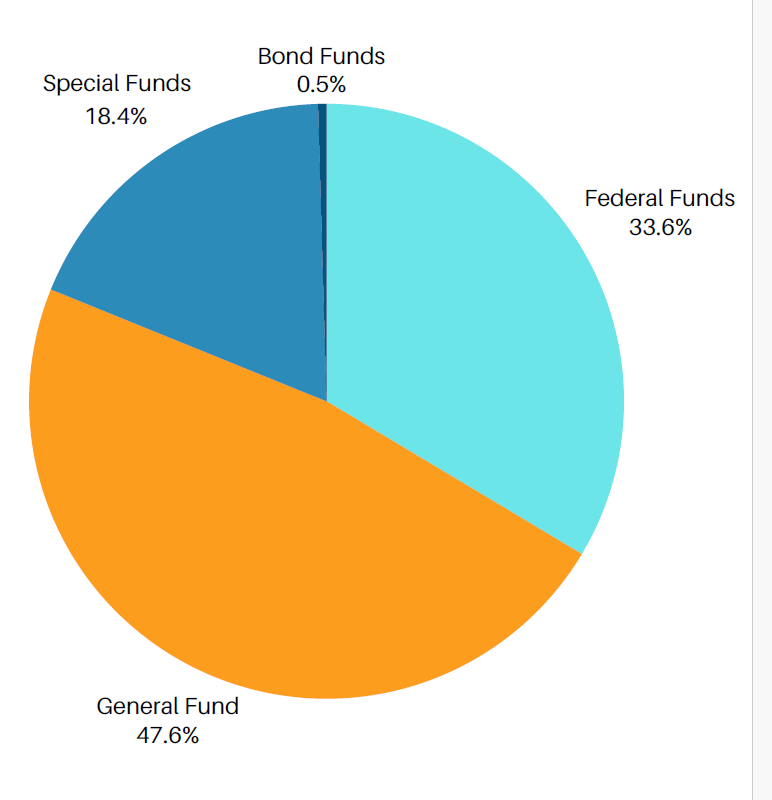 Bond Funds
0.5%
Special Funds
18.4%
Federal Funds
33.6%
General Fund
47.6%